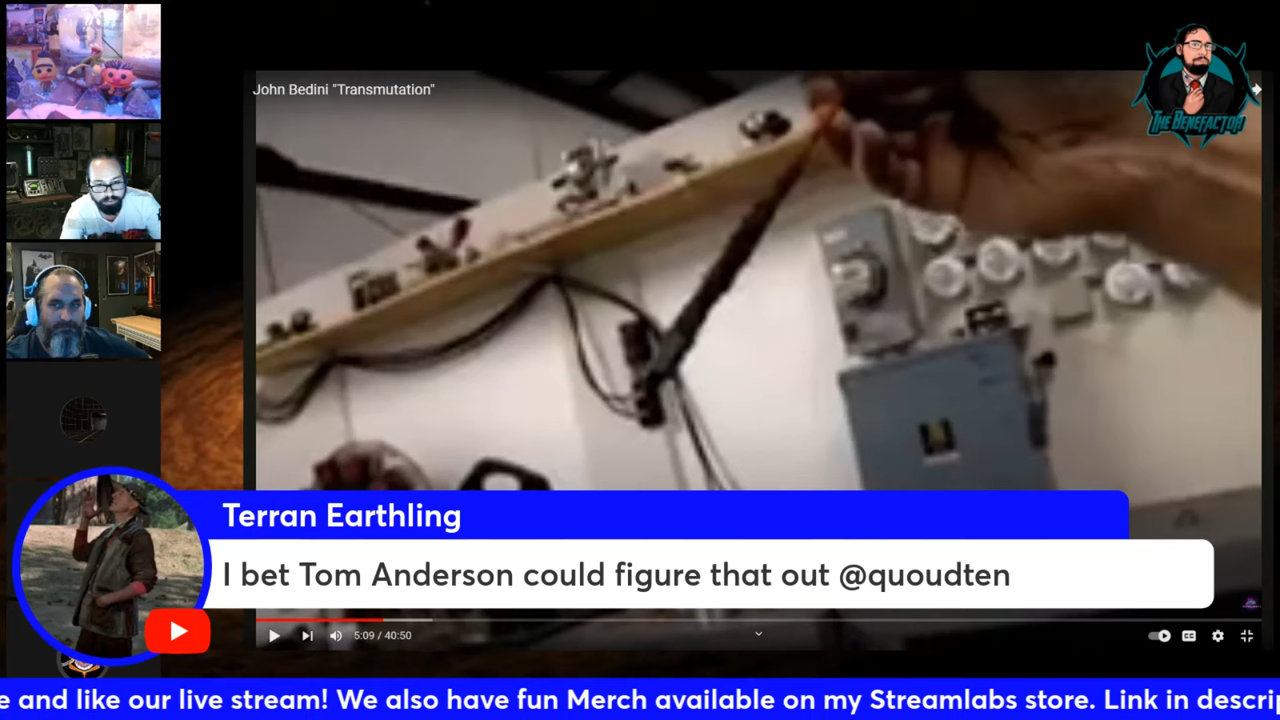 John Bedini "Transmutation"
THE BENEFACTOR
Terran Earthling
I bet Tom Anderson could figure that out @quoudten
5:09 / 40:50
CC
e and like our live stream! We also have fun Merch available on my Streamlabs store. Link in descri